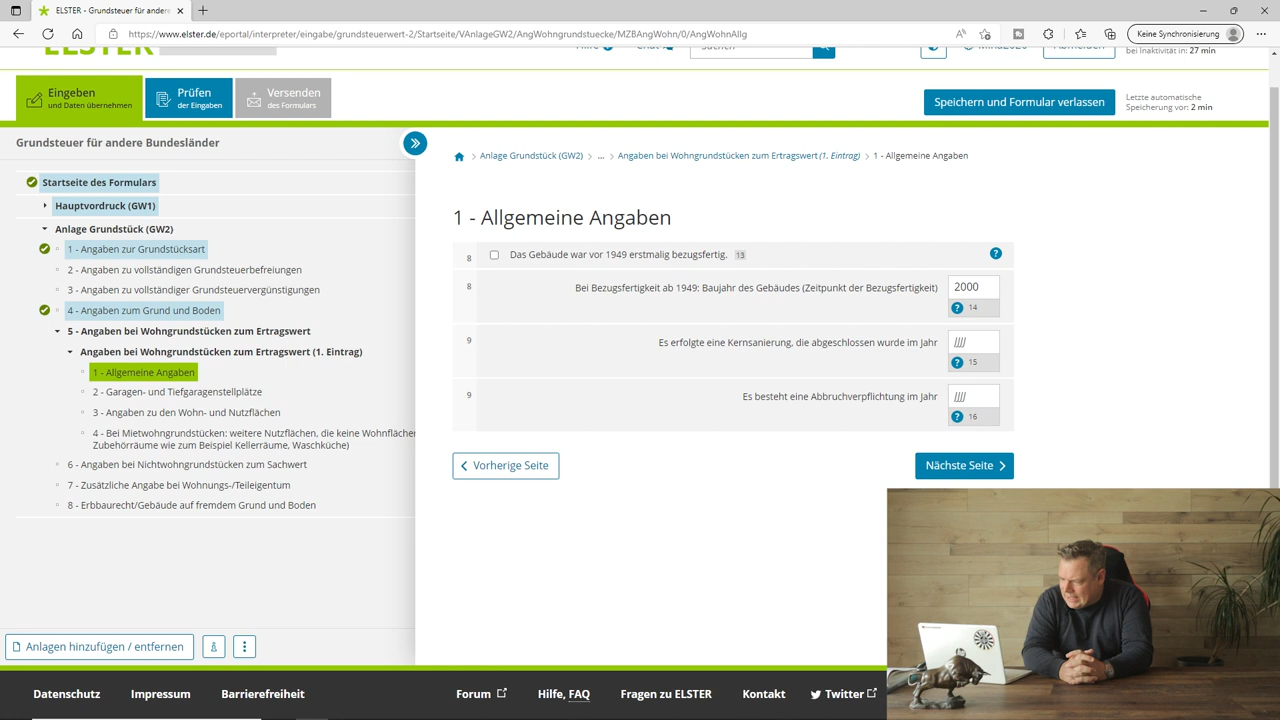 ELSTER - Grundsteuer für andere
https://www.elster.de/eportal/interpreter/eingabe/grundsteuerwert-2/Startseite/VAnlageGW2/AngWohngrundstuecke/MZBAngWohn/0/AngWohnAllg
Keine Synchronisierung
ELSTER
Hilfe
Chat
Suchen
Abmelden
bei Inaktivität in: 27 min
Eingeben
und Daten übernehmen
Prüfen
der Eingaben
Versenden
des Formulars
Speichern und Formular verlassen
Letzte automatische
Speicherung vor: 2 min
Grundsteuer für andere Bundesländer
Startseite des Formulars
Hauptvordruck (GW1)
Anlage Grundstück (GW2)
1 - Angaben zur Grundstücksart
2 - Angaben zu vollständigen Grundsteuerbefreiungen
3 - Angaben zu vollständiger Grundsteuervergünstigungen
4 - Angaben zum Grund und Boden
5 - Angaben bei Wohngrundstücken zum Ertragswert
Angaben bei Wohngrundstücken zum Ertragswert (1. Eintrag)
1 - Allgemeine Angaben
2 - Garagen- und Tiefgaragenstellplätze
3 - Angaben zu den Wohn- und Nutzflächen
4 - Bei Mietwohngrundstücken: weitere Nutzflächen, die keine Wohnflächen
Zubehörräume wie zum Beispiel Kellerräume, Waschküche)
6 - Angaben bei Nichtwohngrundstücken zum Sachwert
7 - Zusätzliche Angabe bei Wohnungs-/Teileigentum
8 - Erbbaurecht/Gebäude auf fremdem Grund und Boden
Anlagen hinzufügen / entfernen
Anlage Grundstück (GW2) > ... > Angaben bei Wohngrundstücken zum Ertragswert (1. Eintrag) > 1 - Allgemeine Angaben
1 - Allgemeine Angaben
8 Das Gebäude war vor 1949 erstmalig bezugsfertig. 13 ?
8 Bei Bezugsfertigkeit ab 1949: Baujahr des Gebäudes (Zeitpunkt der Bezugsfertigkeit) 2000
? 14
9 Es erfolgte eine Kernsanierung, die abgeschlossen wurde im Jahr JJJJ
? 15
9 Es besteht eine Abbruchverpflichtung im Jahr JJJJ
? 16
Vorherige Seite
Nächste Seite
Datenschutz
Impressum
Barrierefreiheit
Forum
Hilfe, FAQ
Fragen zu ELSTER
Kontakt
Twitter